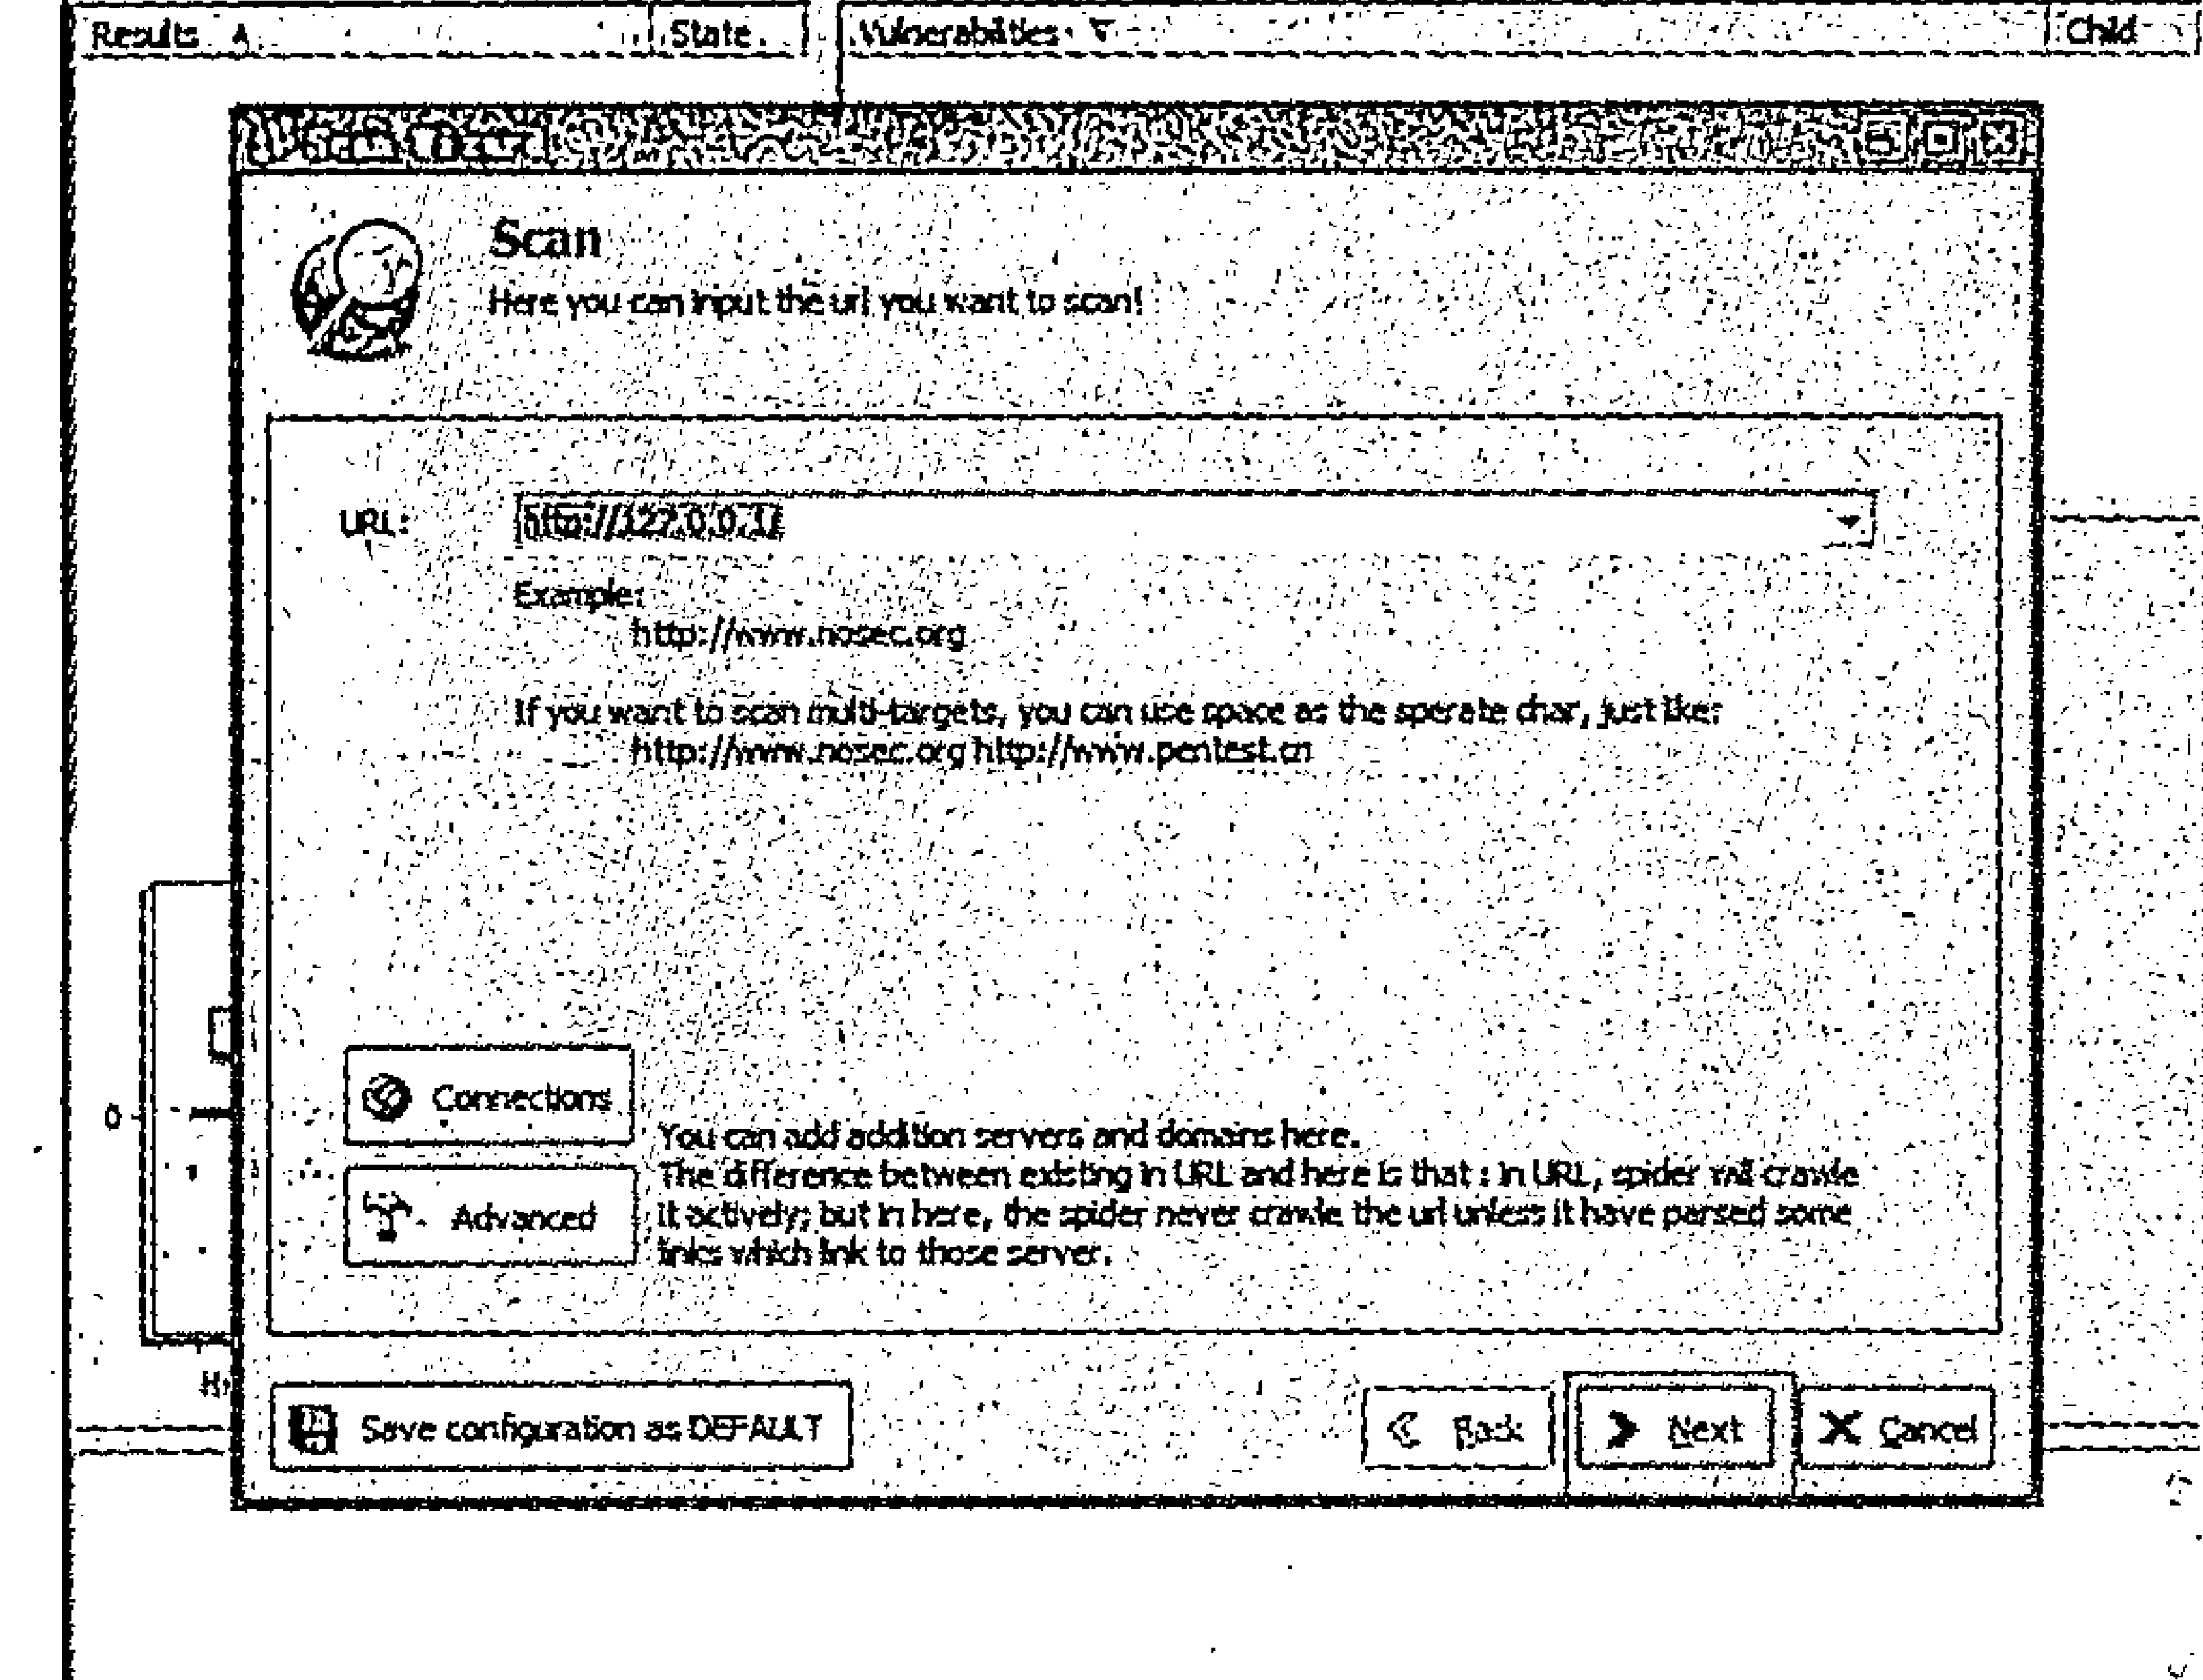 Results
State
Vulnerabilities
Child
Scan Wizard
Scan
Here you can input the url you want to scan!
URL:
http://127.0.0.1/
Example:
http://www.nosec.org
If you want to scan multi-targets, you can use space as the sperate char, just like:
http://www.nosec.org http://www.pentest.cn
Connections
You can add addition servers and domains here.
The difference between existing in URL and here is that : in URL, spider will crawle
Advanced
it actively; but in here, the spider never crawle the url unless it have parsed some
links which link to those server.
0
Save configuration as DEFAULT
Back
Next
Cancel